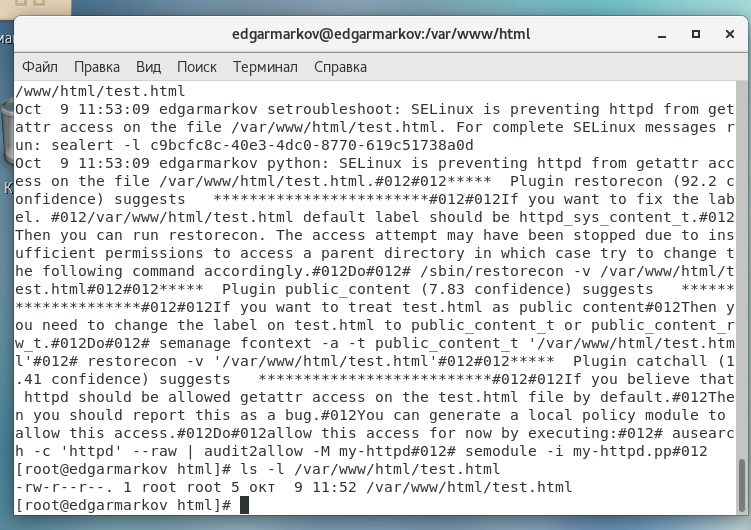 edgarmarkov@edgarmarkov:/var/www/html
Файл Правка Вид Поиск Терминал Справка
/www/html/test.html
Oct  9 11:53:09 edgarmarkov setroubleshoot: SELinux is preventing httpd from get
attr access on the file /var/www/html/test.html. For complete SELinux messages r
un: sealert -l c9bcfc8c-40e3-4dc0-8770-619c51738a0d
Oct  9 11:53:09 edgarmarkov python: SELinux is preventing httpd from getattr acc
ess on the file /var/www/html/test.html.#012#012*****  Plugin restorecon (92.2 c
onfidence) suggests   ************************#012#012If you want to fix the lab
el. #012/var/www/html/test.html default label should be httpd_sys_content_t.#012
Then you can run restorecon. The access attempt may have been stopped due to ins
ufficient permissions to access a parent directory in which case try to change t
he following command accordingly.#012Do#012# /sbin/restorecon -v /var/www/html/t
est.html#012#012*****  Plugin public_content (7.83 confidence) suggests   ******
******************#012#012If you want to treat test.html as public content#012Then y
ou need to change the label on test.html to public_content_t or public_content_r
w_t.#012Do#012# semanage fcontext -a -t public_content_t '/var/www/html/test.htm
l'#012# restorecon -v '/var/www/html/test.html'#012#012*****  Plugin catchall (1
.41 confidence) suggests   **************************#012#012If you believe that
 httpd should be allowed getattr access on the test.html file by default.#012The
n you should report this as a bug.#012You can generate a local policy module to
allow this access.#012Do#012allow this access for now by executing:#012# ausearc
h -c 'httpd' --raw | audit2allow -M my-httpd#012# semodule -i my-httpd.pp#012
[root@edgarmarkov html]# ls -l /var/www/html/test.html
-rw-r--r--. 1 root root 5 окт  9 11:52 /var/www/html/test.html
[root@edgarmarkov html]#